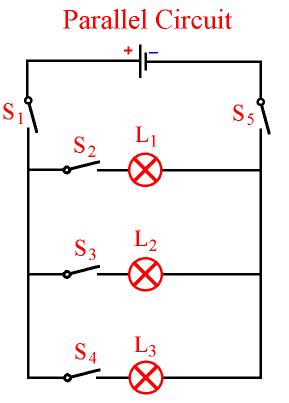 Parallel Circuit
+ −
S1
S5
S2 L1
S3 L2
S4 L3